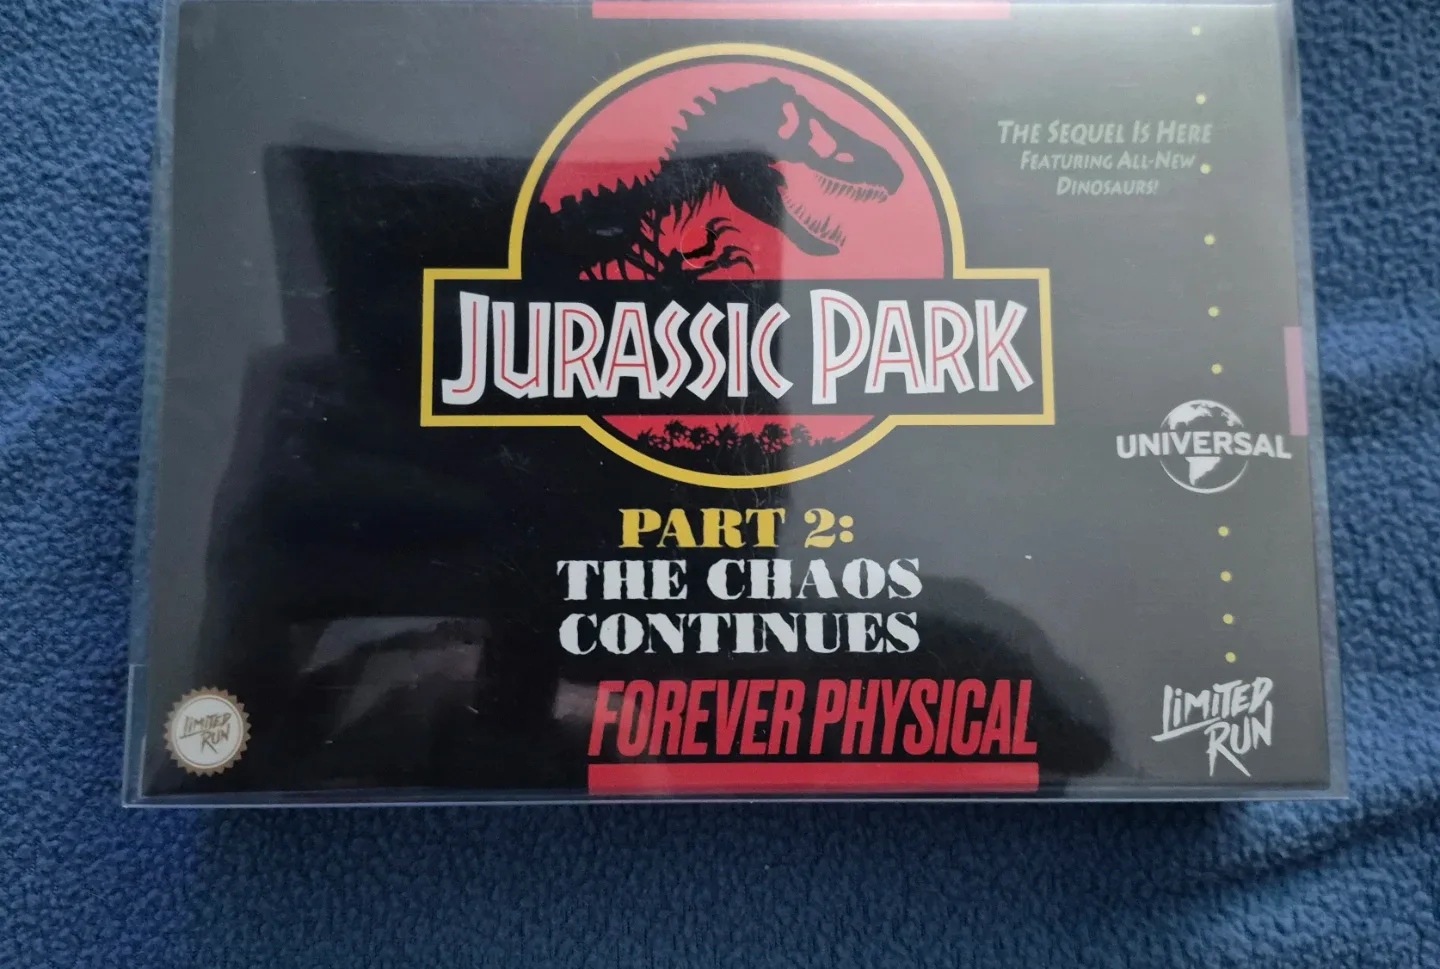 THE SEQUEL IS HERE
FEATURING ALL-NEW
DINOSAURS!
JURASSIC PARK
UNIVERSAL
PART 2:
THE CHAOS
CONTINUES
FOREVER PHYSICAL
LIMITED
RUN
LIMITED
RUN